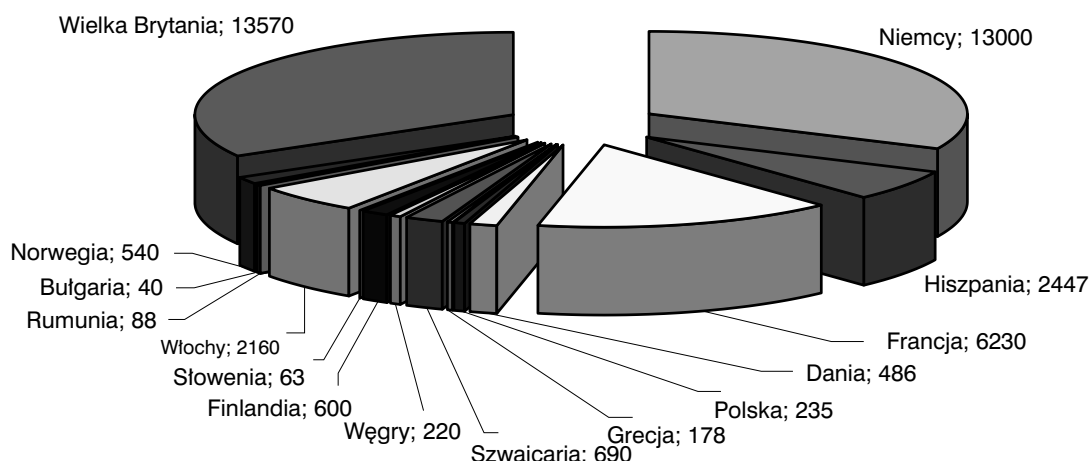 Wielka Brytania; 13570
Niemcy; 13000
Norwegia; 540
Hiszpania; 2447
Bułgaria; 40
Rumunia; 88
Francja; 6230
Włochy; 2160
Słowenia; 63
Dania; 486
Finlandia; 600
Polska; 235
Węgry; 220
Grecja; 178
Szwajcaria; 690